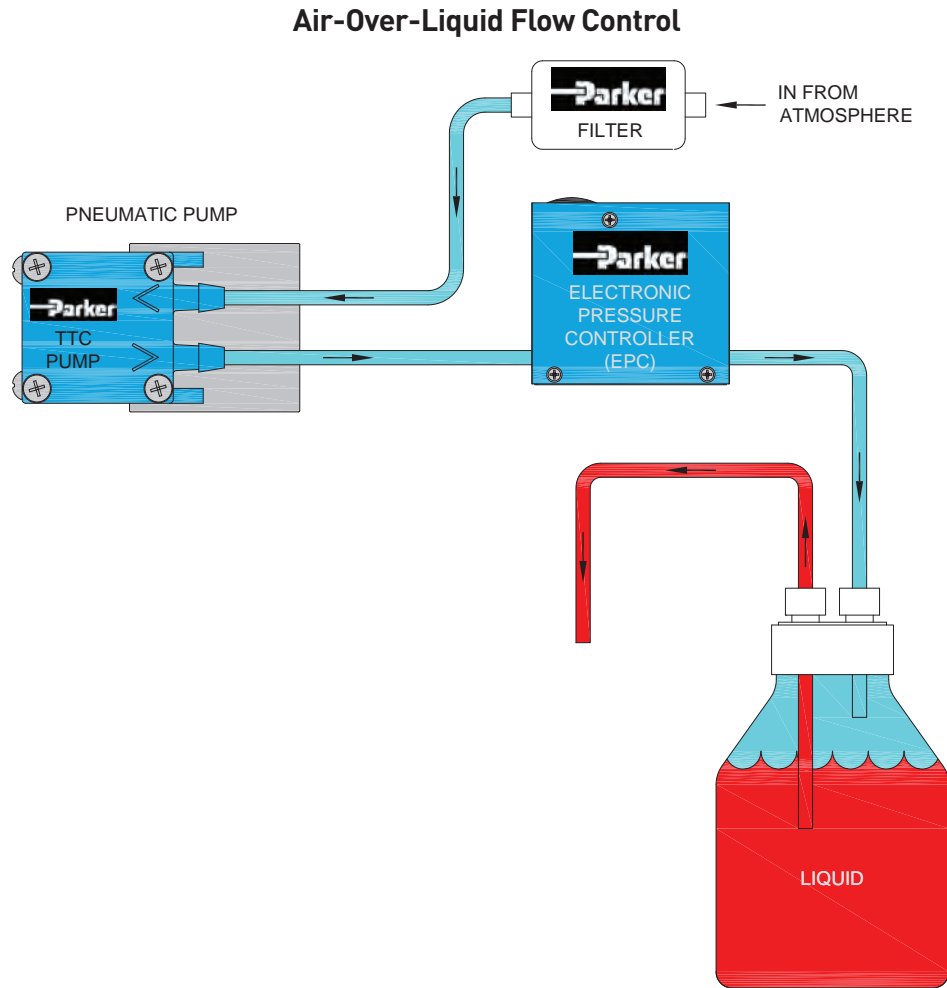 Air-Over-Liquid Flow Control
Parker
FILTER
IN FROM
ATMOSPHERE
PNEUMATIC PUMP
Parker
TTC
PUMP
Parker
ELECTRONIC
PRESSURE
CONTROLLER
(EPC)
LIQUID